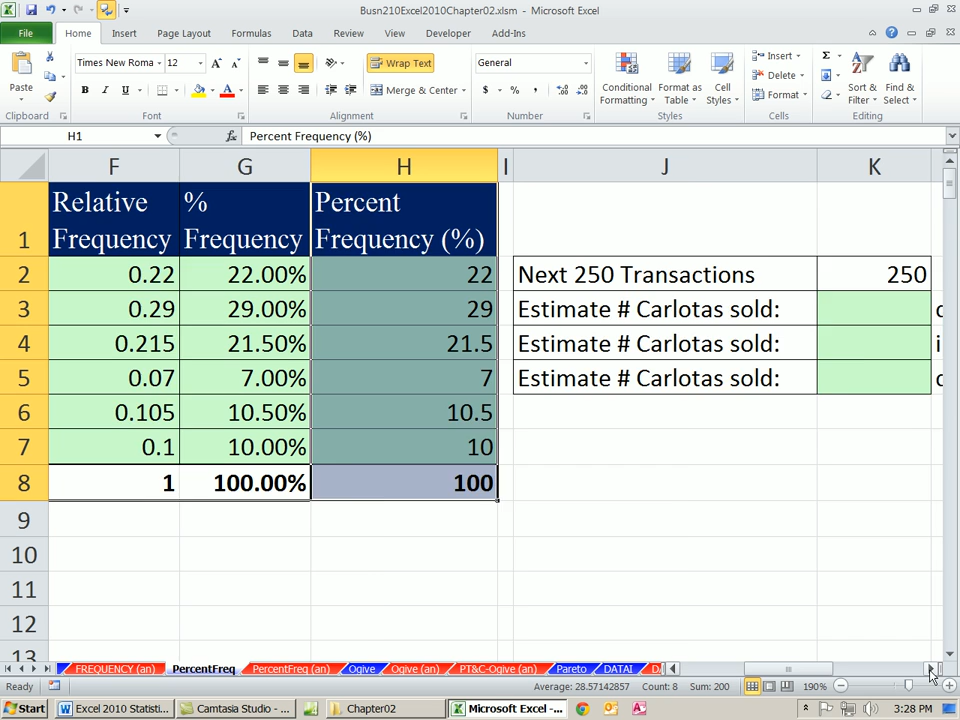 Busn210Excel2010Chapter02.xlsm - Microsoft Excel
File Home Insert Page Layout Formulas Data Review View Developer Add-Ins
Times New Roma 12 Wrap Text General Insert
Paste B I U Merge & Center $ % , Conditional Formatting Format as Table Cell Styles Delete Format Sort & Filter Find & Select
Clipboard Font Alignment Number Styles Cells Editing
H1 fx Percent Frequency (%)
F G H I J K
1 Relative Frequency % Frequency Percent Frequency (%)
2 0.22 22.00% 22 Next 250 Transactions 250
3 0.29 29.00% 29 Estimate # Carlotas sold:
4 0.215 21.50% 21.5 Estimate # Carlotas sold:
5 0.07 7.00% 7 Estimate # Carlotas sold:
6 0.105 10.50% 10.5
7 0.1 10.00% 10
8 1 100.00% 100
9
10
11
12
13
FREQUENCY (an) PercentFreq PercentFreq (an) Ogive Ogive (an) PT&C-Ogive (an) Pareto DATAI
Ready Average: 28.57142857 Count: 8 Sum: 200 190%
Start Excel 2010 Statisti... Camtasia Studio - ... Chapter02 Microsoft Excel -... 3:28 PM